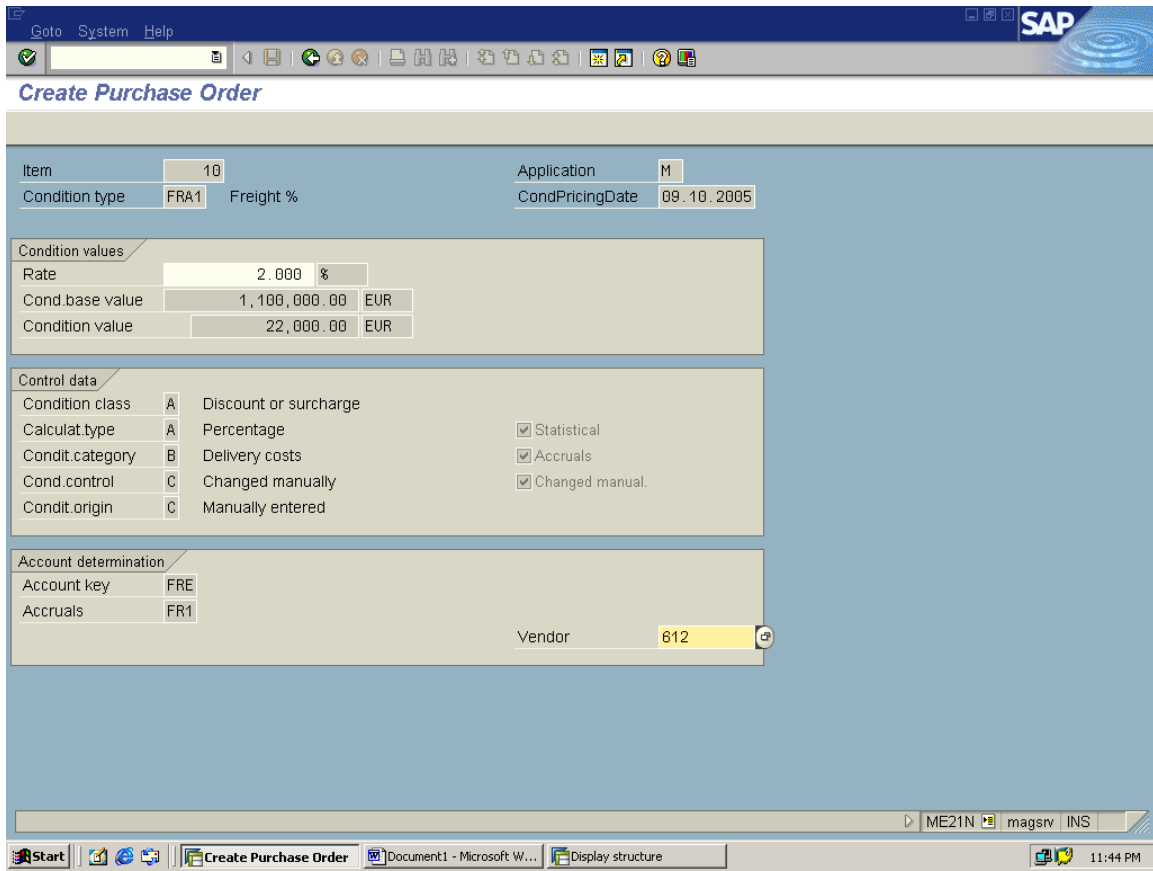 Goto System Help
SAP
Create Purchase Order
Item 10 Application M
Condition type FRA1 Freight % CondPricingDate 09.10.2005
Condition values
Rate 2.000 %
Cond.base value 1,100,000.00 EUR
Condition value 22,000.00 EUR
Control data
Condition class A Discount or surcharge
Calculat.type A Percentage Statistical
Condit.category B Delivery costs Accruals
Cond.control C Changed manually Changed manual.
Condit.origin C Manually entered
Account determination
Account key FRE
Accruals FR1
Vendor 612
ME21N magsrv INS
Start Create Purchase Order Document1 - Microsoft W... Display structure 11:44 PM